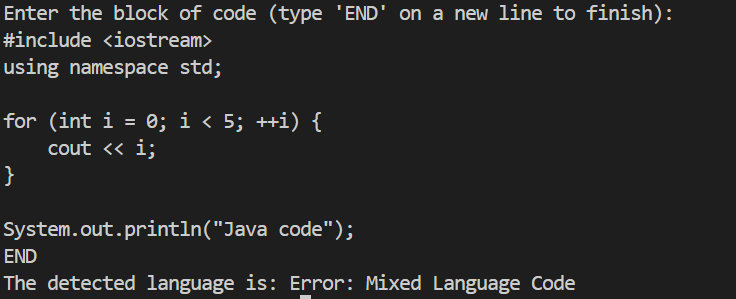 Enter the block of code (type 'END' on a new line to finish):
#include <iostream>
using namespace std;

for (int i = 0; i < 5; ++i) {
    cout << i;
}

System.out.println("Java code");
END
The detected language is: Error: Mixed Language Code